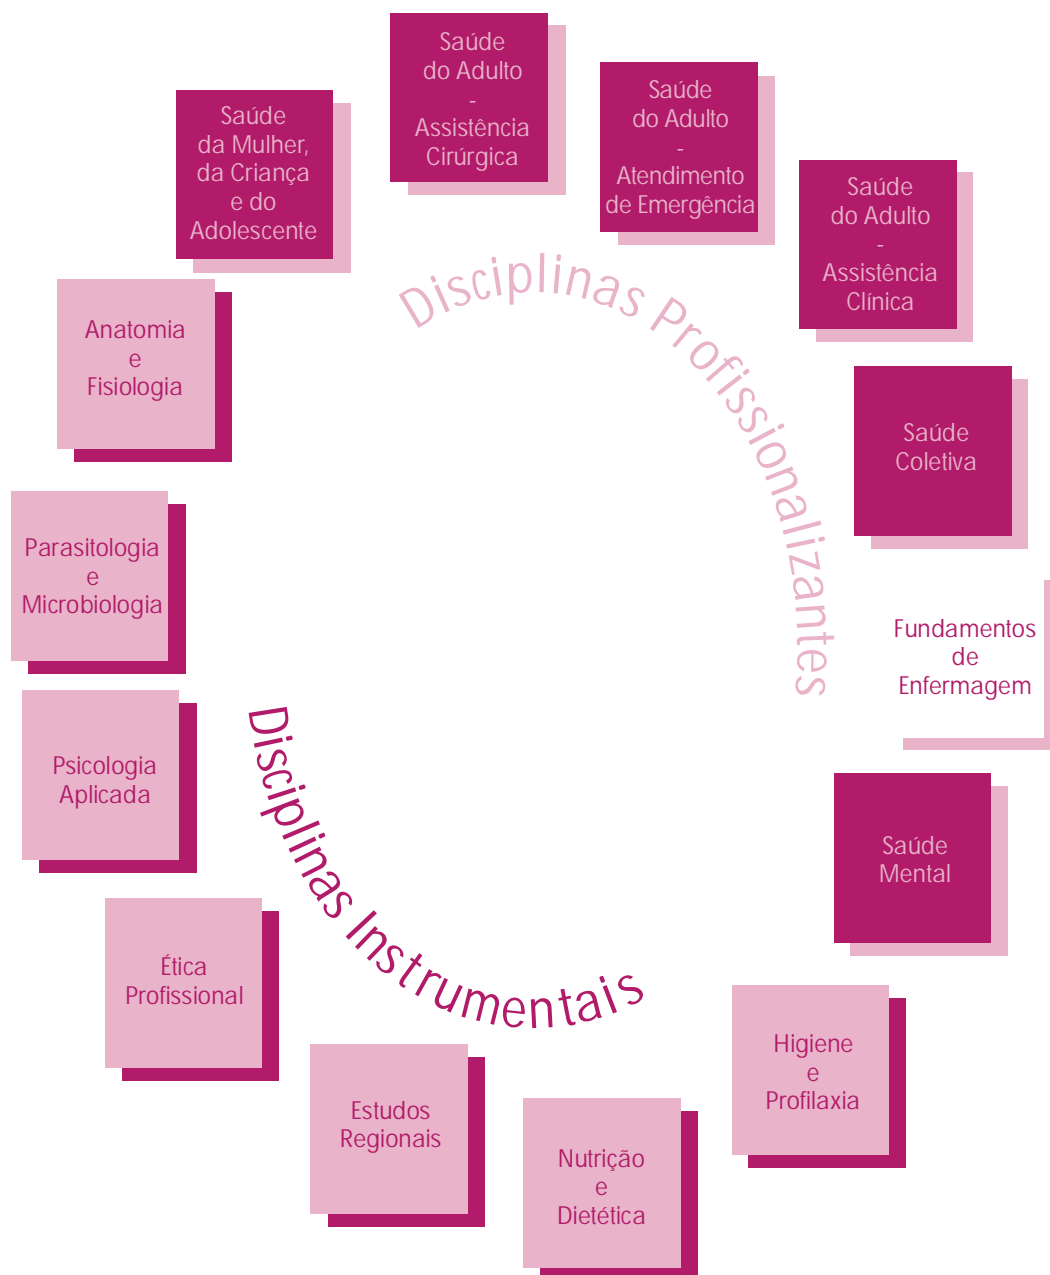 Saúde
do Adulto
-
Assistência
Cirúrgica
Saúde
do Adulto
-
Atendimento
de Emergência
Saúde
da Mulher,
da Criança
e do
Adolescente
Saúde
do Adulto
-
Assistência
Clínica
Disciplinas Profissionalizantes
Anatomia
e
Fisiologia
Saúde
Coletiva
Parasitologia
e
Microbiologia
Fundamentos
de
Enfermagem
Disciplinas Instrumentais
Psicologia
Aplicada
Saúde
Mental
Ética
Profissional
Higiene
e
Profilaxia
Estudos
Regionais
Nutrição
e
Dietética